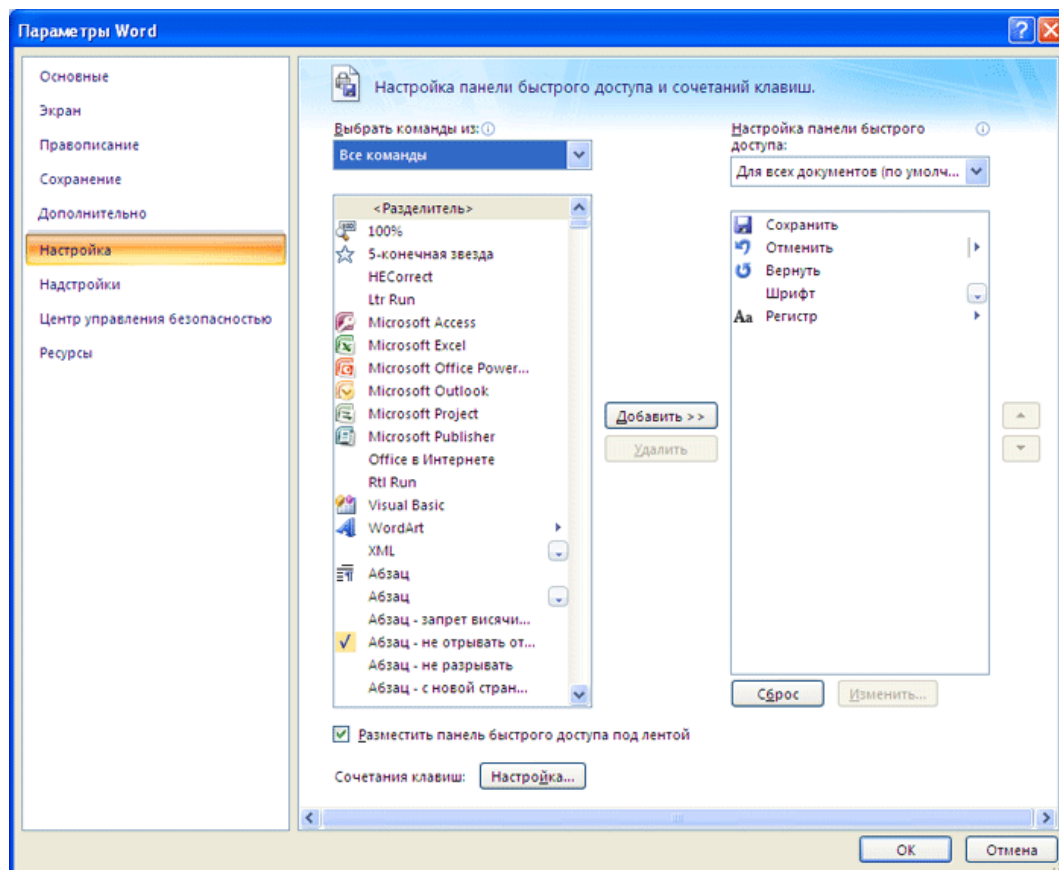 Параметры Word
Основные
Экран
Правописание
Сохранение
Дополнительно
Настройка
Надстройки
Центр управления безопасностью
Ресурсы
Настройка панели быстрого доступа и сочетаний клавиш.
Выбрать команды из:
Все команды
<Разделитель>
100%
5-конечная звезда
HECorrect
Ltr Run
Microsoft Access
Microsoft Excel
Microsoft Office Power...
Microsoft Outlook
Microsoft Project
Microsoft Publisher
Office в Интернете
Rtl Run
Visual Basic
WordArt
XML
Абзац
Абзац
Абзац - запрет висячи...
Абзац - не отрывать от...
Абзац - не разрывать
Абзац - с новой стран...
Добавить >>
Удалить
Настройка панели быстрого
доступа:
Для всех документов (по умолч...
Сохранить
Отменить
Вернуть
Шрифт
Aa Регистр
Сброс
Изменить...
Разместить панель быстрого доступа под лентой
Сочетания клавиш:
Настройка...
ОК
Отмена